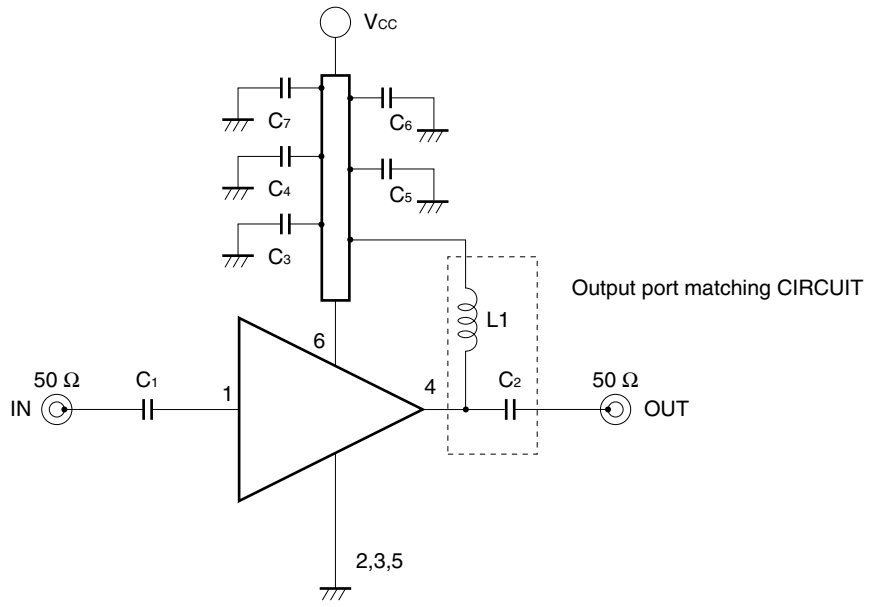 VCC
C7
C6
C4
C5
C3
Output port matching CIRCUIT
L1
6
50 Ω
C1
1
4
C2
50 Ω
IN
OUT
2,3,5